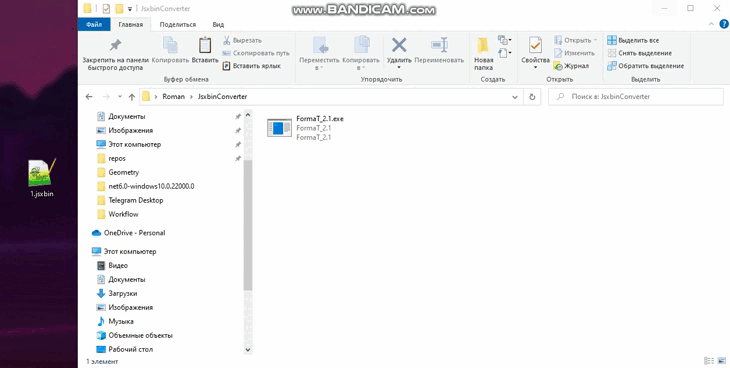 JsxbinConverter
www.BANDICAM.com
Файл
Главная
Поделиться
Вид
Закрепить на панели
быстрого доступа
Копировать
Вставить
Вырезать
Скопировать путь
Вставить ярлык
Переместить
в
Копировать
в
Удалить
Переименовать
Новая
папка
Свойства
Открыть
Изменить
Журнал
Выделить все
Снять выделение
Обратить выделение
Буфер обмена
Упорядочить
Создать
Открыть
Выделить
Roman
JsxbinConverter
Поиск в: JsxbinConverter
Документы
Изображения
Этот компьютер
repos
Geometry
net6.0-windows10.0.22000.0
Telegram Desktop
Workflow
OneDrive - Personal
Этот компьютер
Видео
Документы
Загрузки
Изображения
Музыка
Объемные объекты
Рабочий стол
FormaT_2.1.exe
FormaT_2.1
FormaT_2.1
1.jsxbin
1 элемент